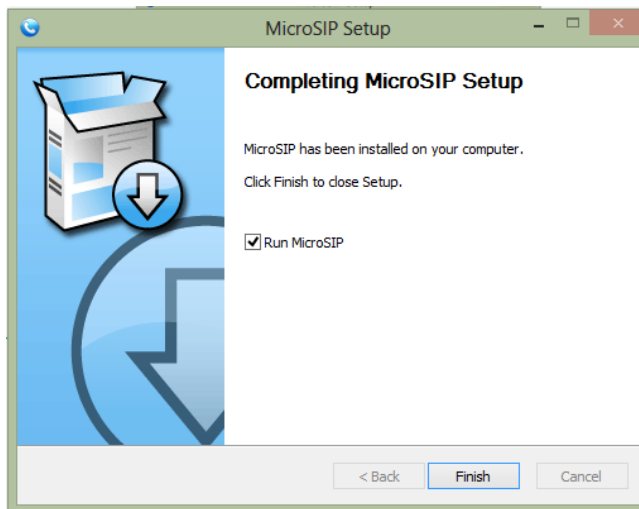 MicroSIP Setup
Completing MicroSIP Setup
MicroSIP has been installed on your computer.
Click Finish to close Setup.
Run MicroSIP
< Back
Finish
Cancel